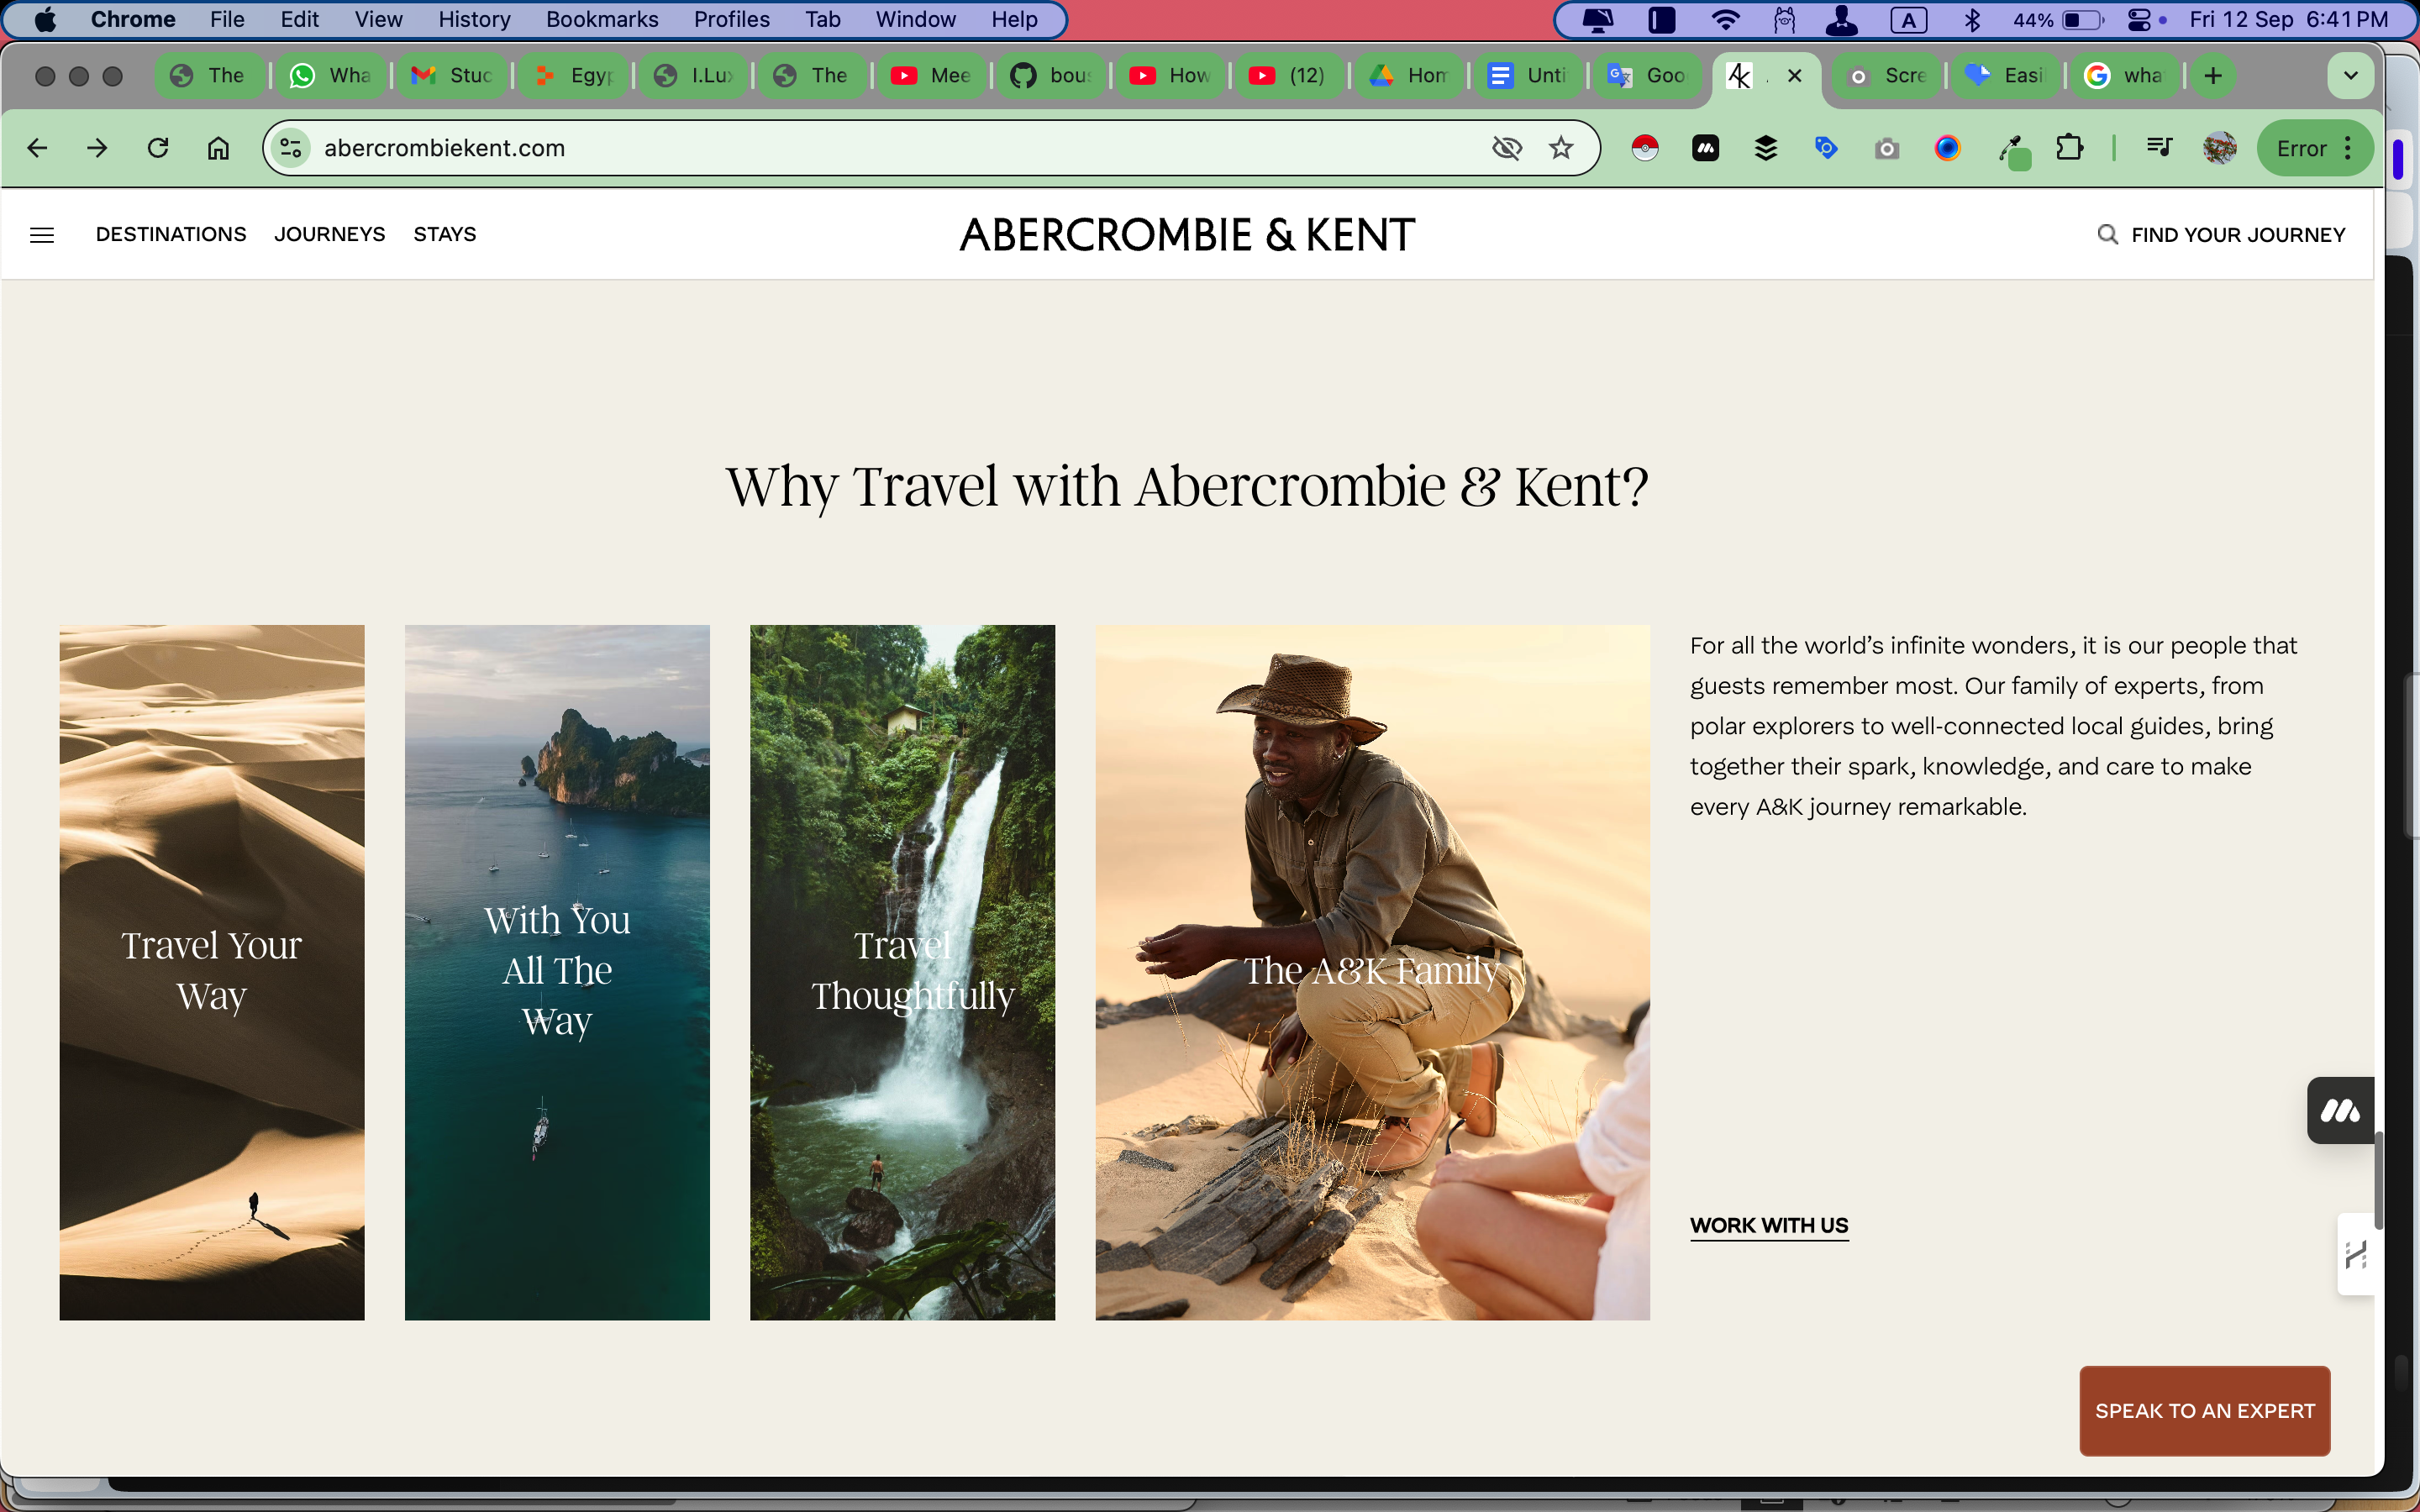 Chrome File Edit View History Bookmarks Profiles Tab Window Help
A 44% Fri 12 Sep 6:41 PM
The Wha Stuc Egyp I.Lux The Mee bous How (12) Hom Unti Goo Scre Easi wha
abercrombiekent.com
Error
DESTINATIONS JOURNEYS STAYS
ABERCROMBIE & KENT
FIND YOUR JOURNEY
Why Travel with Abercrombie & Kent?
Travel Your
Way
With You
All The
Way
Travel
Thoughtfully
The A&K Family
For all the world’s infinite wonders, it is our people that
guests remember most. Our family of experts, from
polar explorers to well-connected local guides, bring
together their spark, knowledge, and care to make
every A&K journey remarkable.
WORK WITH US
SPEAK TO AN EXPERT